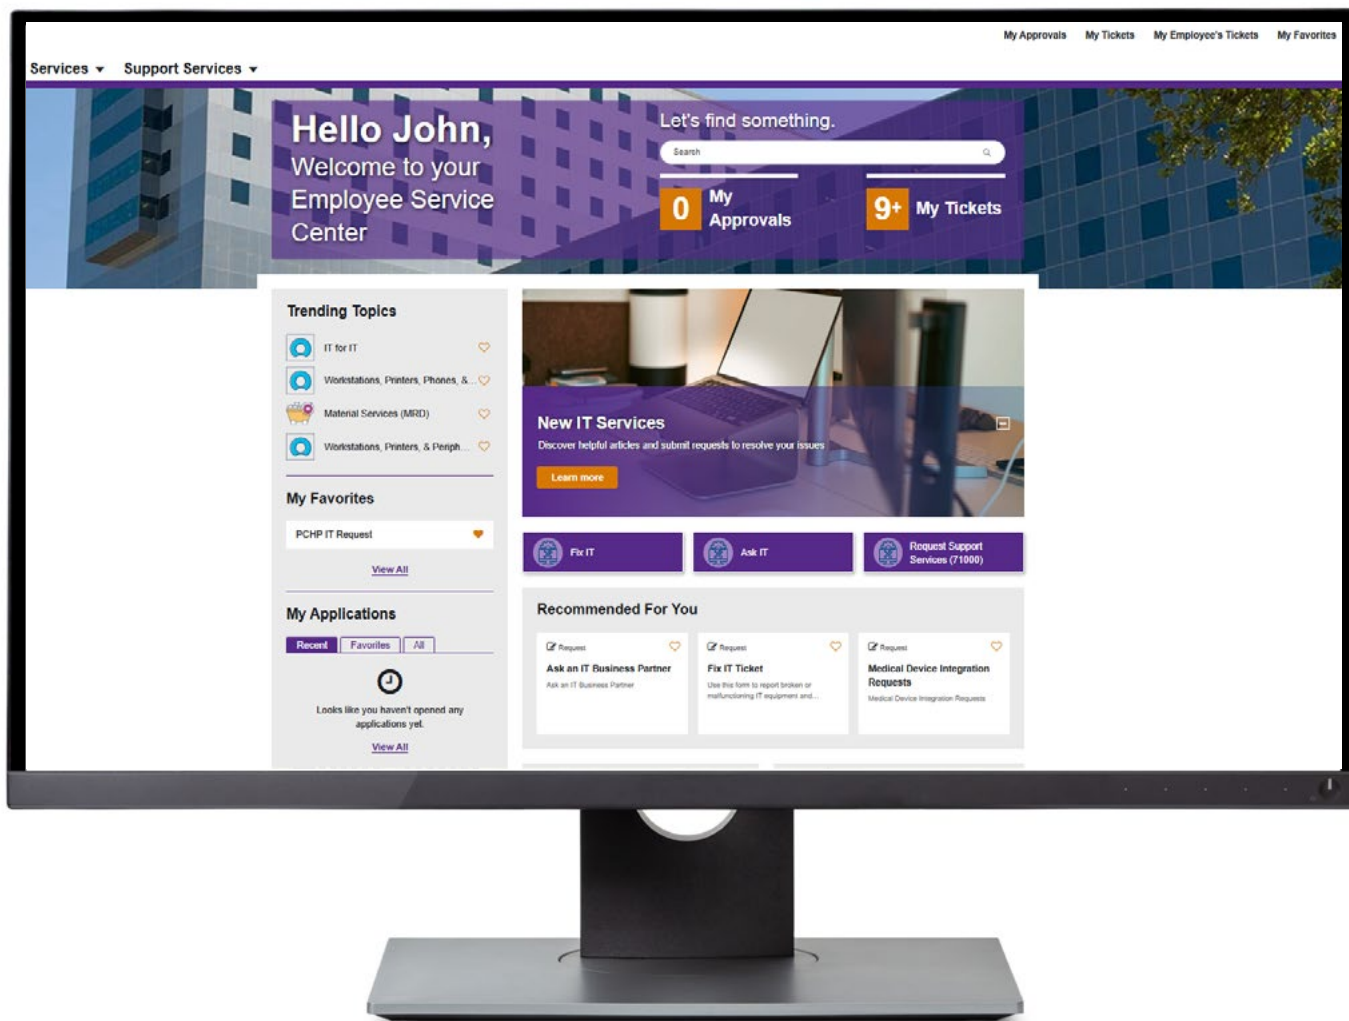 My Approvals My Tickets My Employee's Tickets My Favorites
Services Support Services
Hello John,
Welcome to your
Employee Service
Center
Let's find something.
Search
0 My
Approvals
9+ My Tickets
Trending Topics
IT for IT
Workstations, Printers, Phones, &...
Material Services (MRD)
Workstations, Printers, & Periph...
My Favorites
PCHP IT Request
View All
My Applications
Recent Favorites All
Looks like you haven't opened any
applications yet.
View All
New IT Services
Discover helpful articles and submit requests to resolve your issues
Learn more
Fix IT
Ask IT
Request Support
Services (71000)
Recommended For You
Request
Ask an IT Business Partner
Ask an IT Business Partner
Request
Fix IT Ticket
Use this form to report broken or
malfunctioning IT equipment and...
Request
Medical Device Integration
Requests
Medical Device Integration Requests